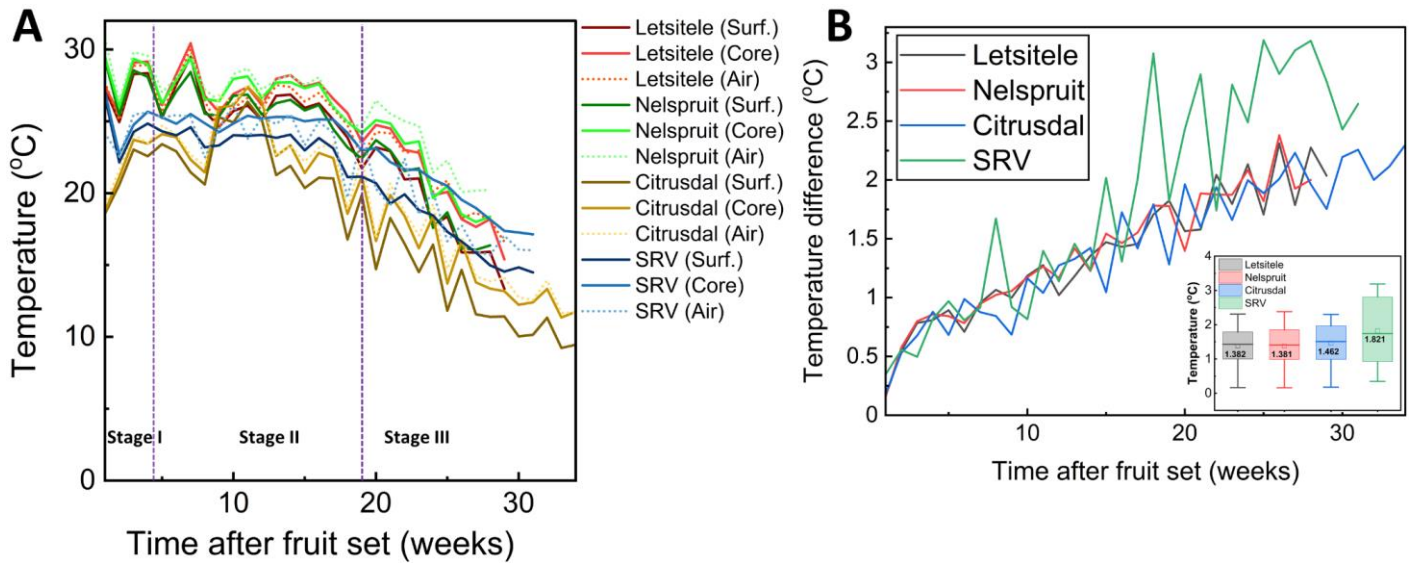 A
Temperature (°C)
30
20
10
0
Stage I
Stage II
Stage III
10
20
30
Time after fruit set (weeks)
Letsitele (Surf.)
Letsitele (Core)
Letsitele (Air)
Nelspruit (Surf.)
Nelspruit (Core)
Nelspruit (Air)
Citrusdal (Surf.)
Citrusdal (Core)
Citrusdal (Air)
SRV (Surf.)
SRV (Core)
SRV (Air)
B
Temperature difference (°C)
3
2.5
2
1.5
1
0.5
0
Letsitele
Nelspruit
Citrusdal
SRV
10
20
30
Time after fruit set (weeks)
Temperature (°C)
4
3
2
1
0
Letsitele
Nelspruit
Citrusdal
SRV
1.382
1.381
1.462
1.821